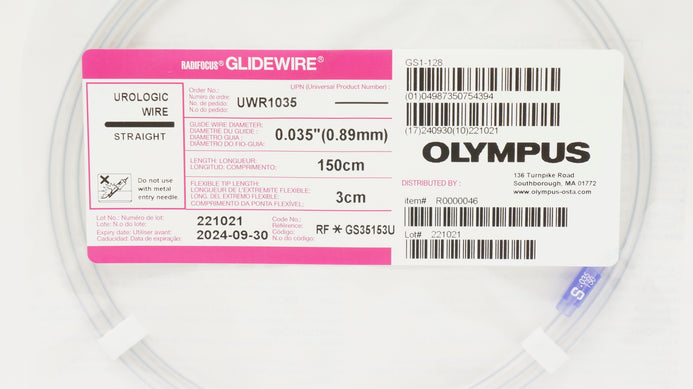 RADIFOCUS® GLIDEWIRE®
UROLOGIC
WIRE
STRAIGHT
Do not use
with metal
entry needle.
Order No.:
Numéro de ordre:
No. de pedido:
N.o do pedido:
UPN (Universal Product Number) :
UWR1035
GUIDE WIRE DIAMETER:
DIAMÈTRE DU GUIDE :
DIÁMETRO GUIA :
DIÂMETRO DO FIO-GUIA:
0.035"(0.89mm)
LENGTH: LONGUEUR:
LONGITUD: COMPRIMENTO:
150cm
FLEXIBLE TIP LENGTH:
LONGUEUR DE L'EXTREMITE FLEXIBLE:
LONG. DEL EXTREMO FLEXIBLE:
COMPRIMENTO DA PONTA FLEXÍVEL:
3cm
Lot No.: Numéro de lot:
Lote: N.o do lote:
221021
Expiry date: Utiliser avant:
Caducidad: Data de expiração:
2024-09-30
Code No.:
Référence:
Código:
N.o do código:
RF＊GS35153U
GS1-128
(01)04987350754394
(17)240930(10)221021
OLYMPUS
DISTRIBUTED BY :
136 Turnpike Road
Southborough, MA 01772
www.olympus-osta.com
item# R0000046
Lot# 221021
S